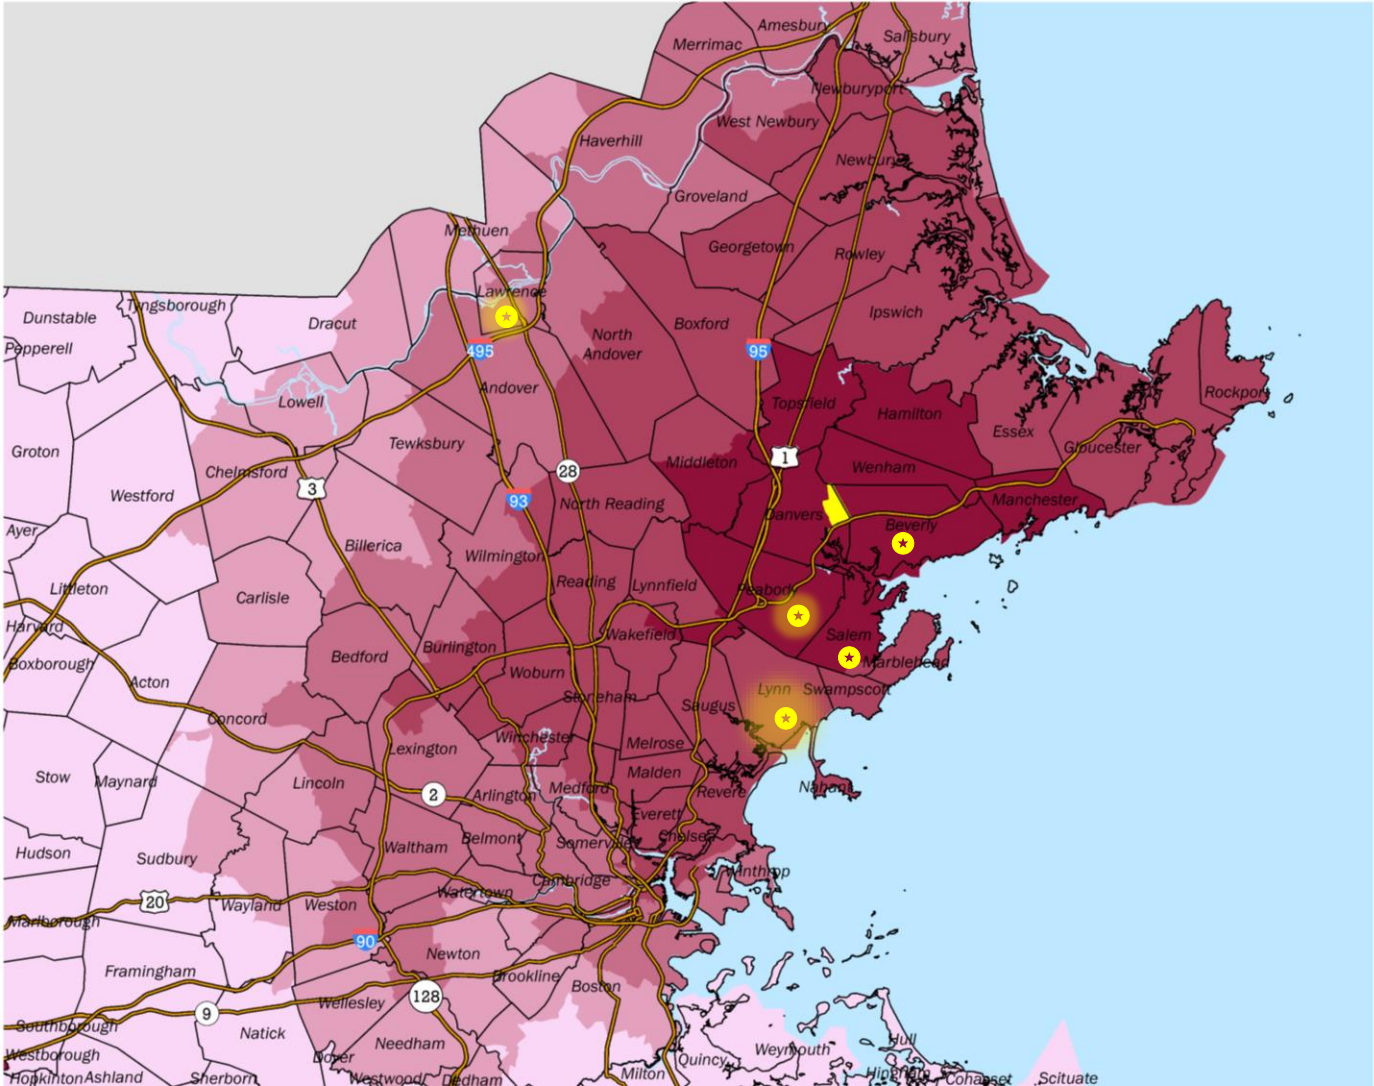 Amesbury
Salisbury
Merrimac
Newburyport
West Newbury
Haverhill
Newbury
Groveland
Methuen
Georgetown
Rowley
Lawrence
Tyngsborough
Dunstable
Dracut
Boxford
Ipswich
North
Andover
Pepperell
495
95
Andover
Rockport
Lowell
Topsfield
Hamilton
Essex
Tewksbury
Gloucester
Groton
Chelmsford
Middleton
1
Wenham
28
3
Westford
93
North Reading
Manchester
Danvers
Beverly
Ayer
Billerica
Wilmington
Reading
Lynnfield
Peabody
Littleton
Carlisle
Harvard
Wakefield
Salem
Burlington
Bedford
Marblehead
Boxborough
Woburn
Acton
Stoneham
Lynn
Swampscott
Saugus
Concord
Winchester
Lexington
Melrose
Stow
Maynard
Lincoln
Malden
2
Arlington
Medford
Revere
Nahant
Everett
Belmont
Chelsea
Waltham
Somerville
Hudson
Sudbury
Winthrop
Cambridge
Watertown
20
Wayland
Weston
Marlborough
90
Newton
Framingham
Brookline
Boston
128
Wellesley
9
Southborough
Natick
Needham
Hull
Weymouth
Westborough
Dover
Quincy
Hopkinton
Ashland
Sherborn
Westwood
Dedham
Milton
Hingham
Cohasset
Scituate